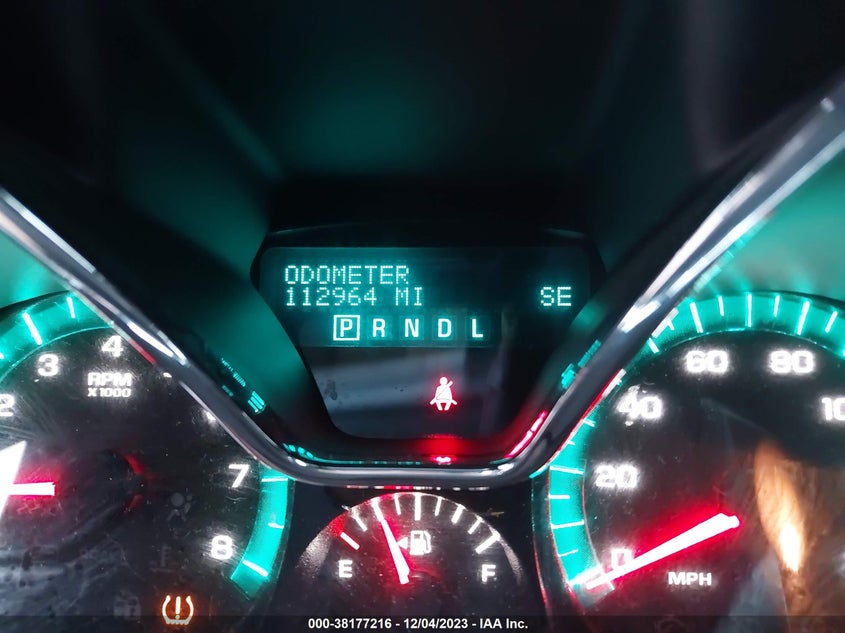 ODOMETER
112964 MI SE
P R N D L
2 3 4
RPM
X1000
7
8
E F
0 20 40 60 80
MPH
000-38177216 - 12/04/2023 - IAA Inc.